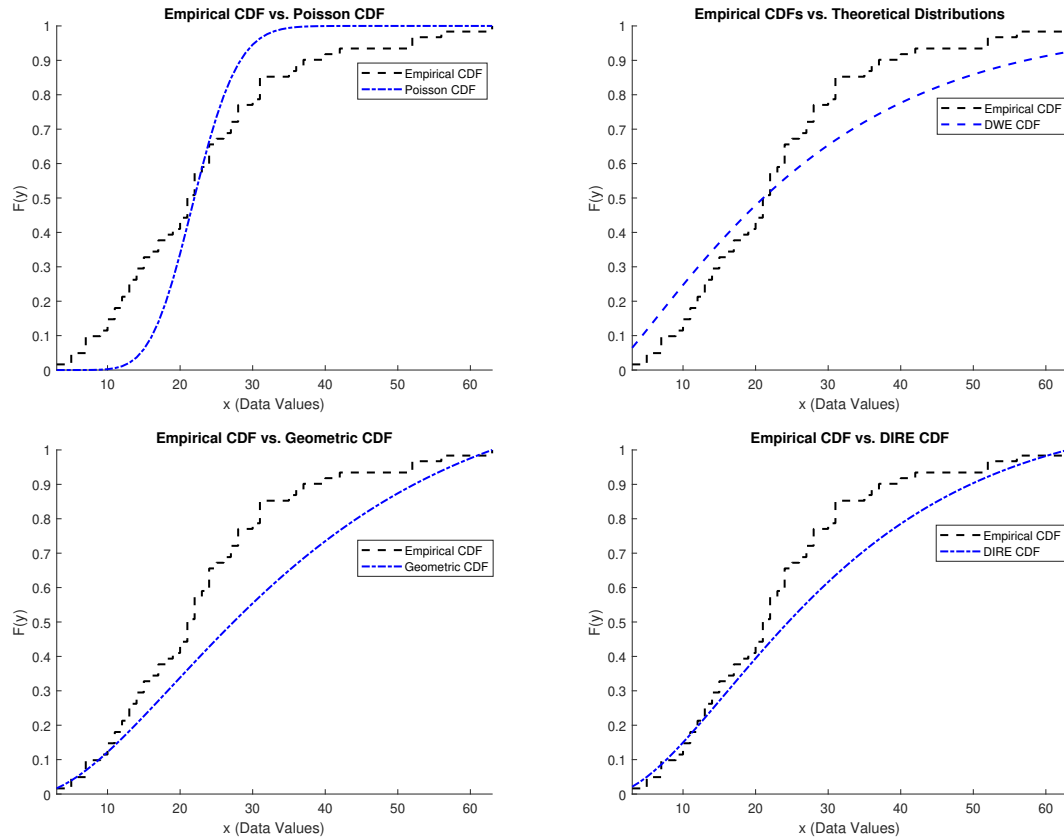 Empirical CDF vs. Poisson CDF
1
0.9
0.8
0.7
0.6
0.5
0.4
0.3
0.2
0.1
0
F(y)
Empirical CDF
Poisson CDF
10 20 30 40 50 60
x (Data Values)
Empirical CDFs vs. Theoretical Distributions
1
0.9
0.8
0.7
0.6
0.5
0.4
0.3
0.2
0.1
0
F(y)
Empirical CDF
DWE CDF
10 20 30 40 50 60
x (Data Values)
Empirical CDF vs. Geometric CDF
1
0.9
0.8
0.7
0.6
0.5
0.4
0.3
0.2
0.1
0
F(y)
Empirical CDF
Geometric CDF
10 20 30 40 50 60
x (Data Values)
Empirical CDF vs. DIRE CDF
1
0.9
0.8
0.7
0.6
0.5
0.4
0.3
0.2
0.1
0
F(y)
Empirical CDF
DIRE CDF
10 20 30 40 50 60
x (Data Values)